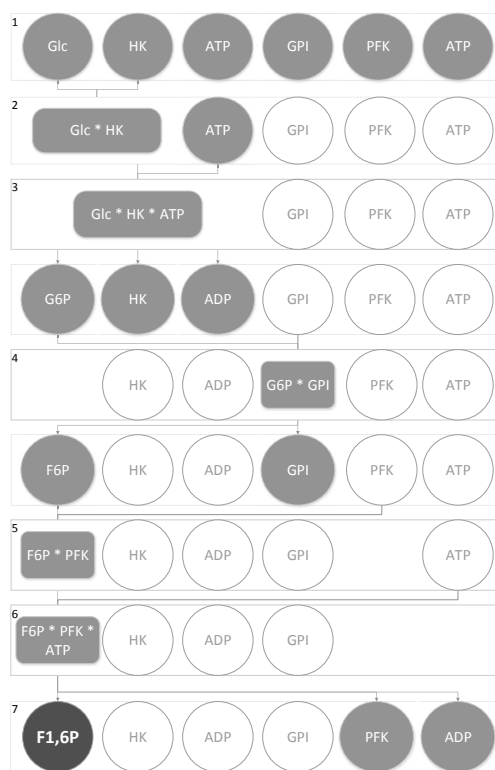 1
Glc HK ATP GPI PFK ATP
2
Glc * HK ATP GPI PFK ATP
3
Glc * HK * ATP GPI PFK ATP
G6P HK ADP GPI PFK ATP
4
HK ADP G6P * GPI PFK ATP
F6P HK ADP GPI PFK ATP
5
F6P * PFK HK ADP GPI ATP
6
F6P * PFK *
ATP
HK ADP GPI
7
F1,6P HK ADP GPI PFK ADP